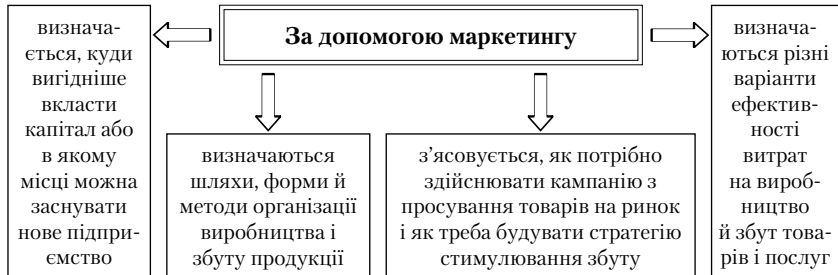 За допомогою маркетингу
визнача-
ється, куди
вигідніше
вкласти
капітал або
в якому
місці можна
заснувати
нове підпри-
ємство
визначаються
шляхи, форми й
методи організації
виробництва і
збуту продукції
з’ясовується, як потрібно
здійснювати кампанію з
просування товарів на ринок
і як треба будувати стратегію
стимулювання збуту
визнача-
ються різні
варіанти
ефектив-
ності
витрат
на вироб-
ництво
й збут това-
рів і послуг